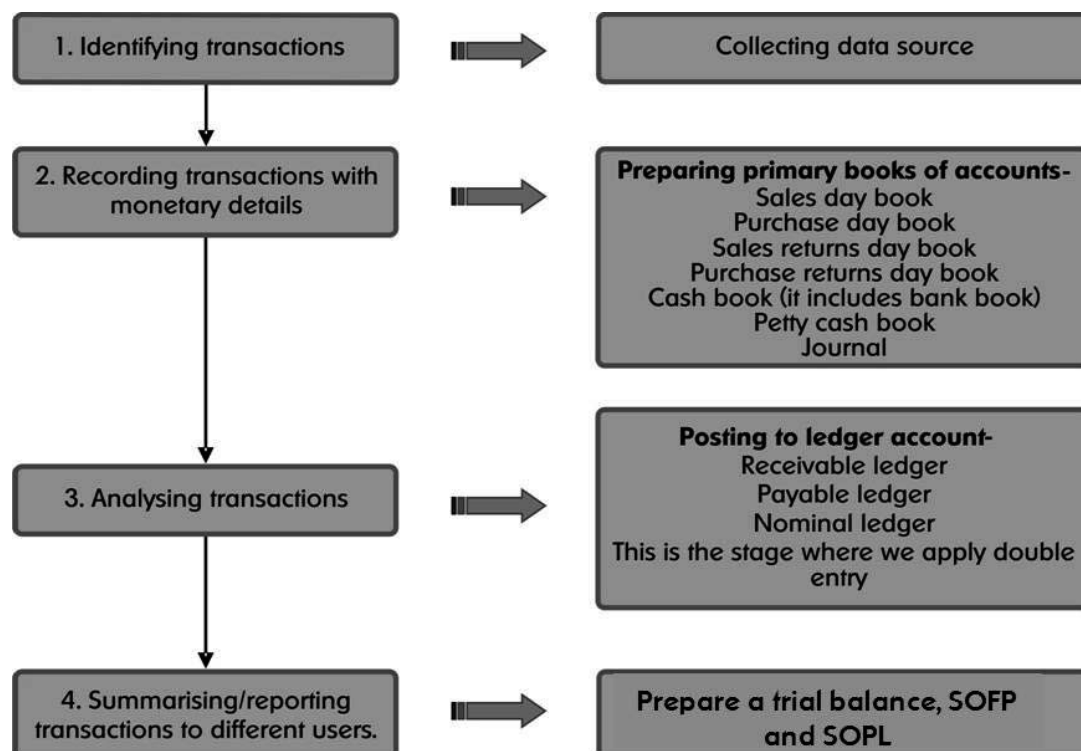 1. Identifying transactions
Collecting data source
2. Recording transactions with
monetary details
Preparing primary books of accounts-
Sales day book
Purchase day book
Sales returns day book
Purchase returns day book
Cash book (it includes bank book)
Petty cash book
Journal
3. Analysing transactions
Posting to ledger account-
Receivable ledger
Payable ledger
Nominal ledger
This is the stage where we apply double
entry
4. Summarising/reporting
transactions to different users.
Prepare a trial balance, SOFP
and SOPL